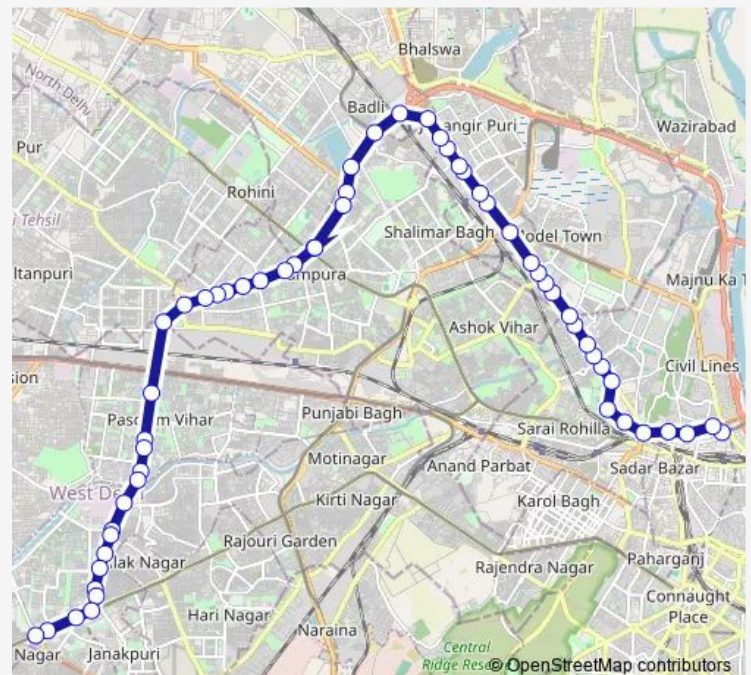 Bhalswa
North Delhi
Badli
angir Puri
Wazirabad
Pur
Rohini
i Tehsil
Shalimar Bagh
odel Town
ltanpuri
mpura
Majnu Ka T
Ashok Vihar
Civil Lines
sion
Pas
m Vihar
Punjabi Bagh
Sarai Rohilla
Motinagar
Anand Parbat
Sadar Bazar
West De
Kirti Nagar
Karol Bagh
Rajouri Garden
lak Nagar
Rajendra Nagar
Paharganj
Connaught
Place
Hari Nagar
Naraina
Nagar
Janakpuri
Central
Ridge Rese
© OpenStreetMap contributors